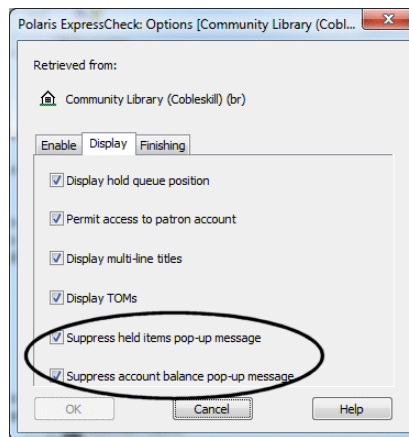 Polaris ExpressCheck: Options [Community Library (Cobl...
Retrieved from:
Community Library (Cobleskill) (br)
Enable Display Finishing
Display hold queue position
Permit access to patron account
Display multi-line titles
Display TOMs
Suppress held items pop-up message
Suppress account balance pop-up message
OK Cancel Help